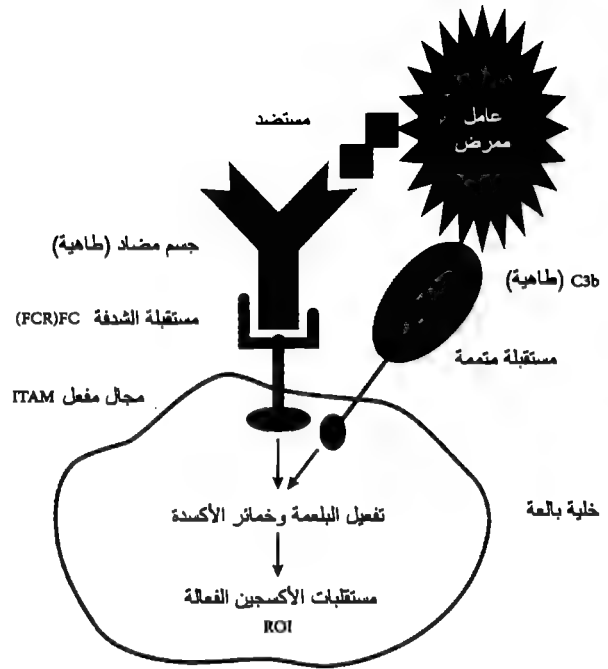 عامل
ممرض
مستضد
جسم مضاد (طاهية)
C3b (طاهية)
مستقبلة الشدفة FC(FCR)
مستقبلة متممة
مجال مفعل ITAM
خلية بالعة
تفعيل البلعمة وخمائر الأكسدة
مستقلبات الأكسجين الفعالة
ROI